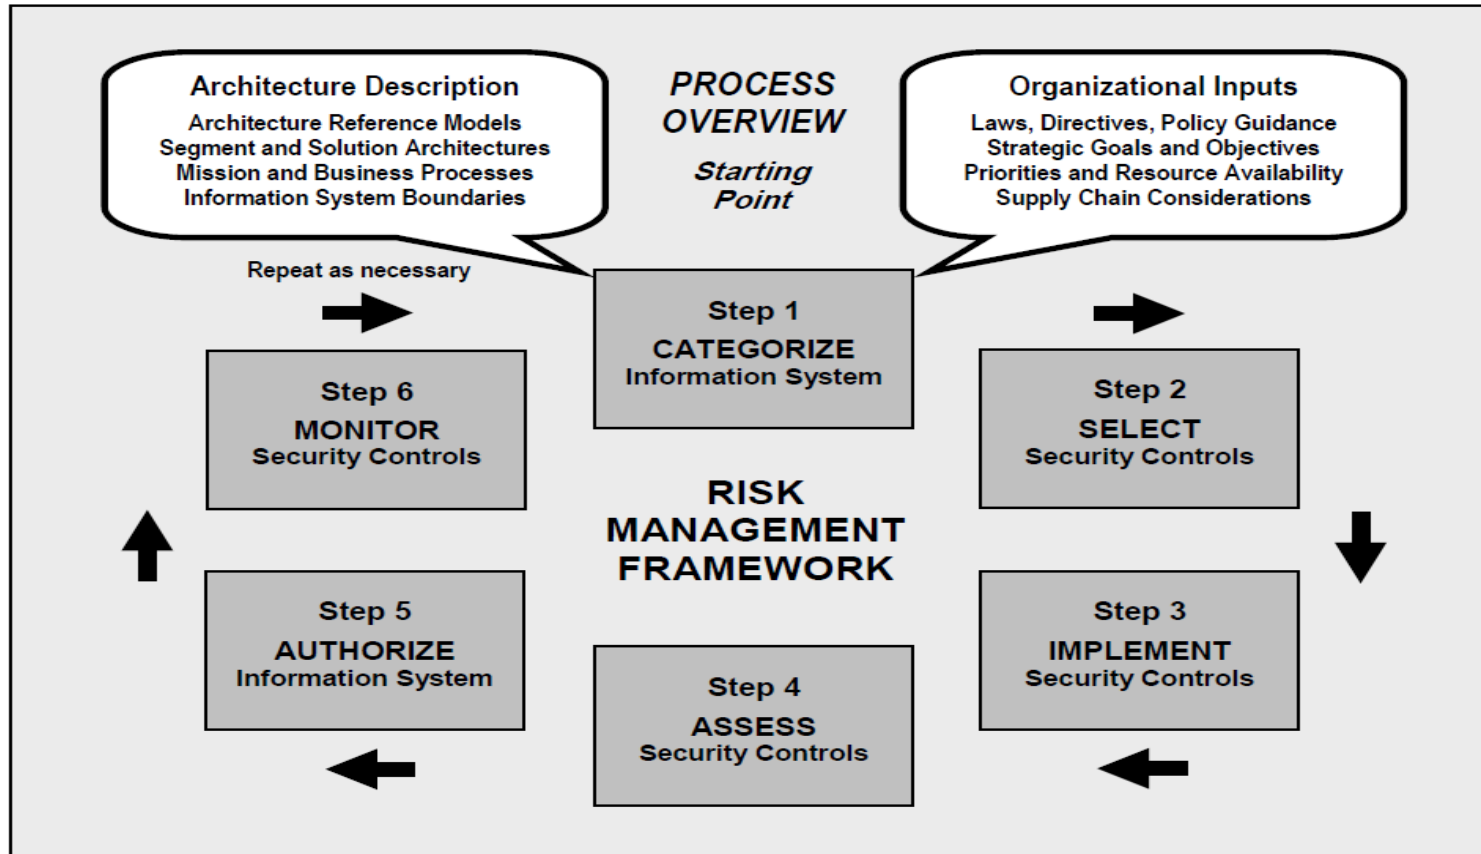 Architecture Description
Architecture Reference Models
Segment and Solution Architectures
Mission and Business Processes
Information System Boundaries
PROCESS
OVERVIEW
Starting
Point
Organizational Inputs
Laws, Directives, Policy Guidance
Strategic Goals and Objectives
Priorities and Resource Availability
Supply Chain Considerations
Repeat as necessary
Step 1
CATEGORIZE
Information System
Step 2
SELECT
Security Controls
Step 3
IMPLEMENT
Security Controls
Step 4
ASSESS
Security Controls
Step 5
AUTHORIZE
Information System
Step 6
MONITOR
Security Controls
RISK
MANAGEMENT
FRAMEWORK